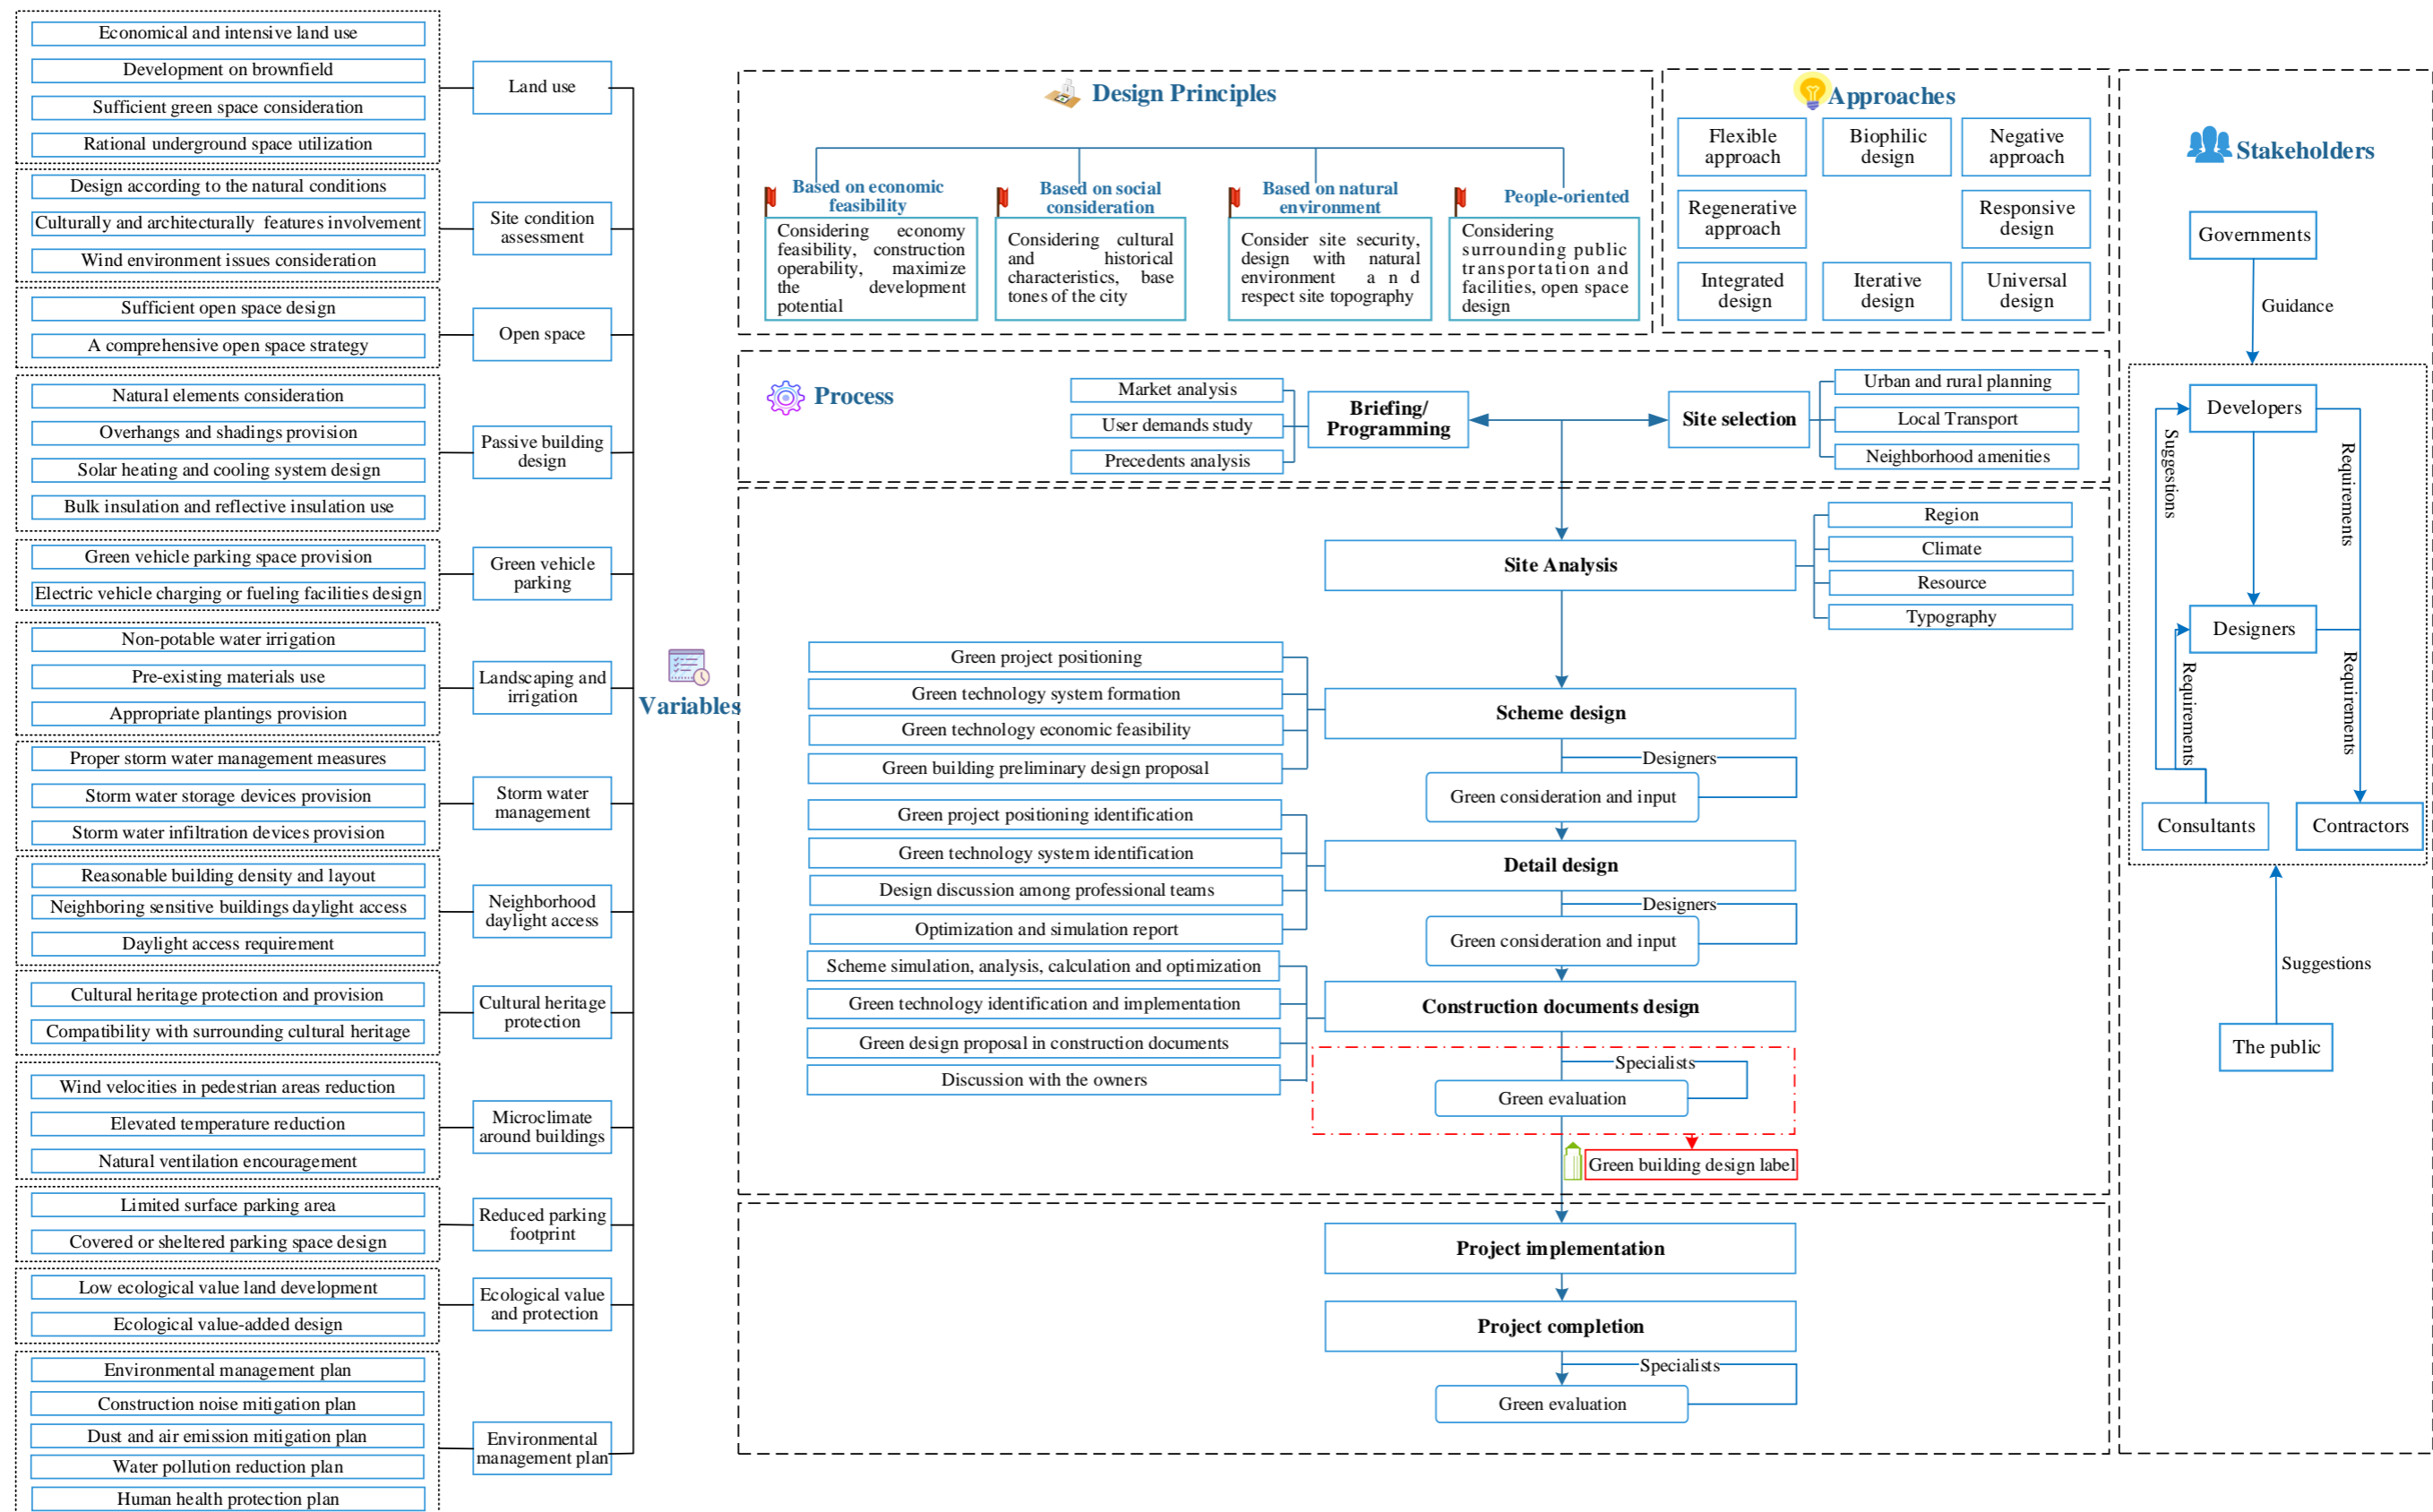 Economical and intensive land use
Development on brownfield
Sufficient green space consideration
Rational underground space utilization
Land use
Design according to the natural conditions
Culturally and architecturally features involvement
Wind environment issues consideration
Site condition
assessment
Sufficient open space design
A comprehensive open space strategy
Open space
Natural elements consideration
Overhangs and shadings provision
Solar heating and cooling system design
Bulk insulation and reflective insulation use
Passive building
design
Green vehicle parking space provision
Electric vehicle charging or fueling facilities design
Green vehicle
parking
Non-potable water irrigation
Pre-existing materials use
Appropriate plantings provision
Landscaping and
irrigation
Proper storm water management measures
Storm water storage devices provision
Storm water infiltration devices provision
Storm water
management
Reasonable building density and layout
Neighboring sensitive buildings daylight access
Daylight access requirement
Neighborhood
daylight access
Cultural heritage protection and provision
Compatibility with surrounding cultural heritage
Cultural heritage
protection
Wind velocities in pedestrian areas reduction
Elevated temperature reduction
Natural ventilation encouragement
Microclimate
around buildings
Limited surface parking area
Covered or sheltered parking space design
Reduced parking
footprint
Low ecological value land development
Ecological value-added design
Ecological value
and protection
Environmental management plan
Construction noise mitigation plan
Dust and air emission mitigation plan
Water pollution reduction plan
Human health protection plan
Environmental
management plan
Variables
Design Principles
Based on economic
feasibility
Considering economy
feasibility, construction
operability, maximize
the development
potential
Based on social
consideration
Considering cultural
and historical
characteristics, base
tones of the city
Based on natural
environment
Consider site security,
design with natural
environment a n d
respect site topography
People-oriented
Considering
surrounding public
transportation and
facilities, open space
design
Approaches
Flexible
approach
Biophilic
design
Negative
approach
Regenerative
approach
Responsive
design
Integrated
design
Iterative
design
Universal
design
Process
Market analysis
User demands study
Precedents analysis
Briefing/
Programming
Site selection
Urban and rural planning
Local Transport
Neighborhood amenities
Site Analysis
Region
Climate
Resource
Typography
Green project positioning
Green technology system formation
Green technology economic feasibility
Green building preliminary design proposal
Scheme design
Designers
Green consideration and input
Green project positioning identification
Green technology system identification
Design discussion among professional teams
Optimization and simulation report
Detail design
Designers
Green consideration and input
Scheme simulation, analysis, calculation and optimization
Green technology identification and implementation
Green design proposal in construction documents
Discussion with the owners
Construction documents design
Specialists
Green evaluation
Green building design label
Project implementation
Project completion
Specialists
Green evaluation
Stakeholders
Governments
Guidance
Developers
Suggestions
Requirements
Designers
Requirements
Requirements
Consultants
Contractors
Suggestions
The public